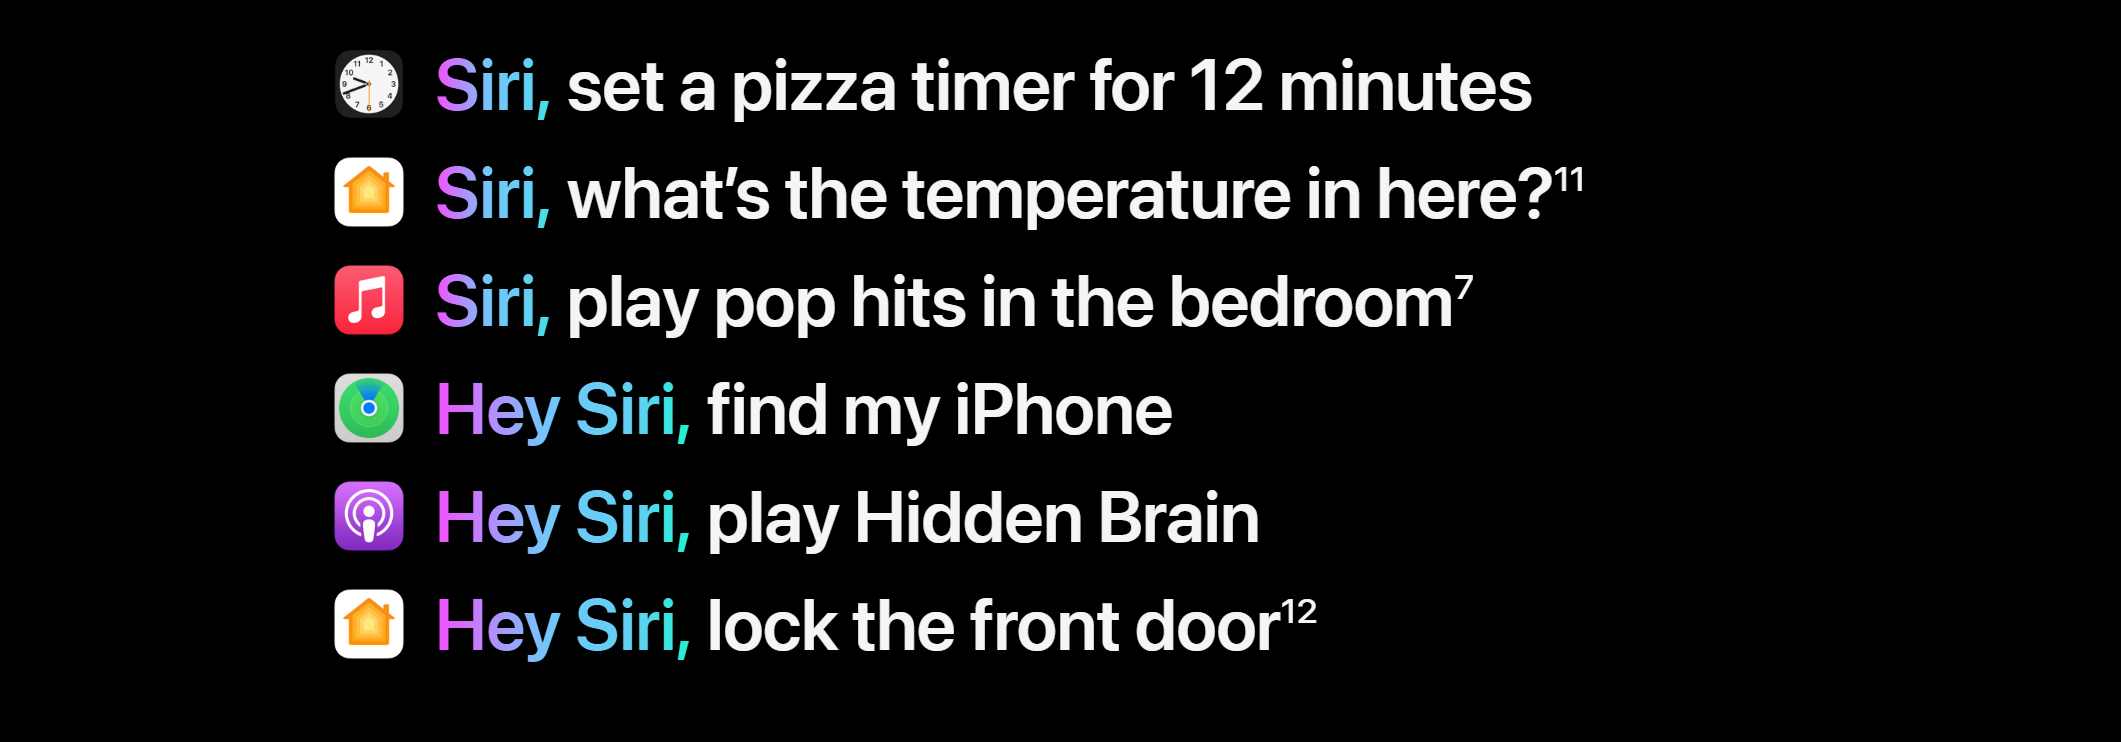 Siri, set a pizza timer for 12 minutes
Siri, what’s the temperature in here?¹¹
Siri, play pop hits in the bedroom⁷
Hey Siri, find my iPhone
Hey Siri, play Hidden Brain
Hey Siri, lock the front door¹²